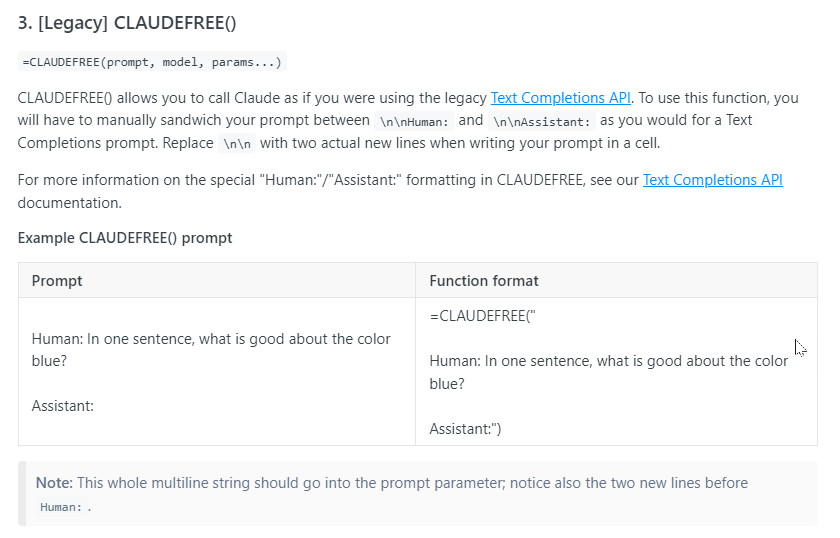 3. [Legacy] CLAUDEFREE()
=CLAUDEFREE(prompt, model, params...)
CLAUDEFREE() allows you to call Claude as if you were using the legacy Text Completions API. To use this function, you
will have to manually sandwich your prompt between \n\nHuman: and \n\nAssistant: as you would for a Text
Completions prompt. Replace \n\n with two actual new lines when writing your prompt in a cell.
For more information on the special "Human:"/"Assistant:" formatting in CLAUDEFREE, see our Text Completions API
documentation.
Example CLAUDEFREE() prompt
Prompt
Function format
Human: In one sentence, what is good about the color
blue?
Assistant:
=CLAUDEFREE("
Human: In one sentence, what is good about the color
blue?
Assistant:")
Note: This whole multiline string should go into the prompt parameter; notice also the two new lines before
Human: .